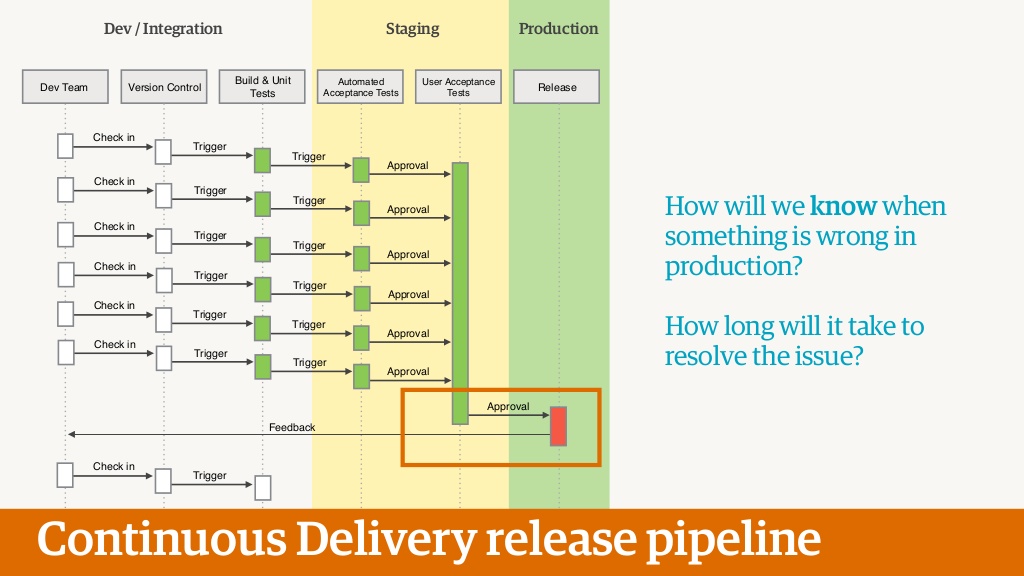 Dev / Integration
Staging
Production
Dev Team
Version Control
Build & Unit
Tests
Automated
Acceptance Tests
User Acceptance
Tests
Release
Check in
Trigger
Trigger
Approval
Check in
Trigger
Trigger
Approval
Check in
Trigger
Trigger
Approval
Check in
Trigger
Trigger
Approval
Check in
Trigger
Trigger
Approval
Check in
Trigger
Trigger
Approval
Approval
Feedback
Check in
Trigger
How will we know when
something is wrong in
production?
How long will it take to
resolve the issue?
Continuous Delivery release pipeline